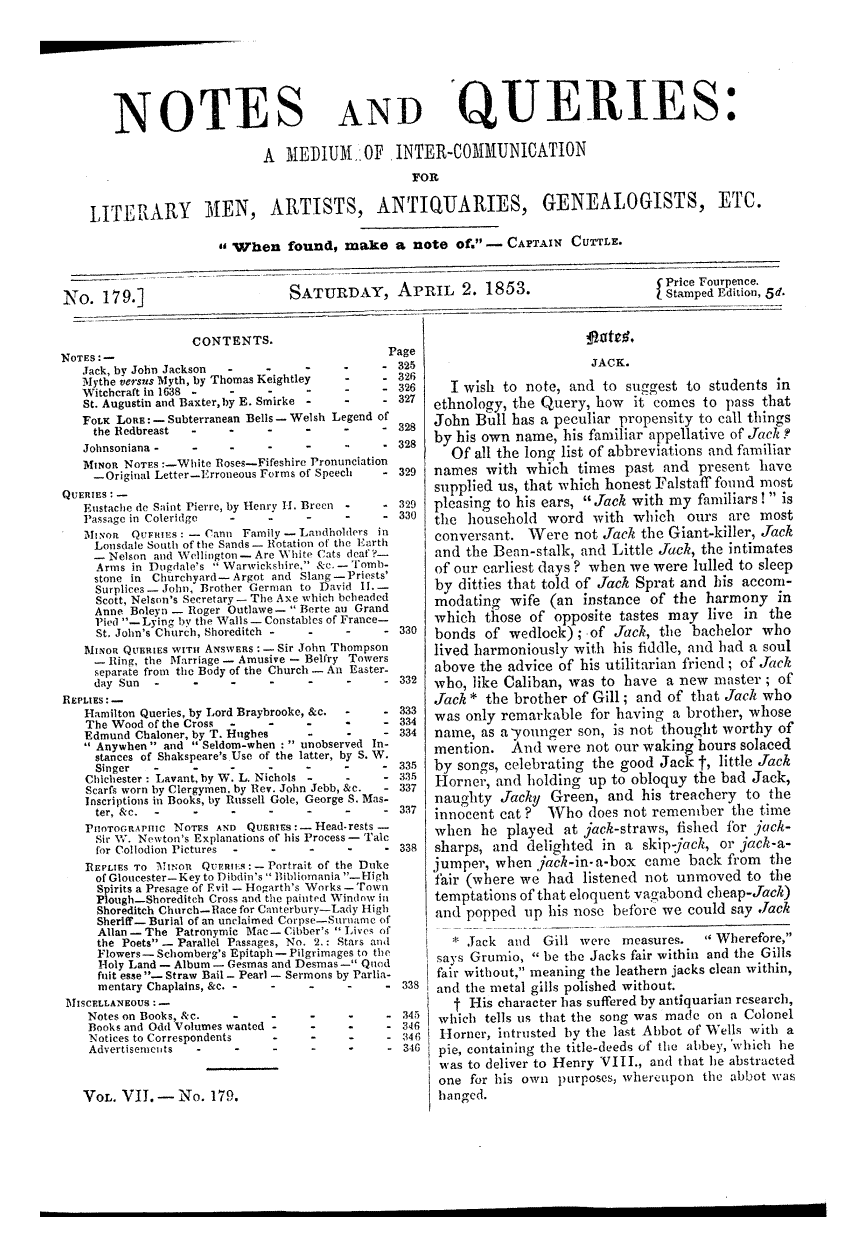 NOTES AND QUERIES:
A MEDIUM OF INTER-COMMUNICATION
FOR
LITERARY MEN, ARTISTS, ANTIQUARIES, GENEALOGISTS, ETC.
"When found, make a note of."—CAPTAIN CUTTLE.
No. 179.]
SATURDAY, APRIL 2. 1853.
{ Price Fourpence.
{ Stamped Edition, 5d.
CONTENTS.
NOTES:— Page
Jack, by John Jackson - - - - - 325
Mythe versus Myth, by Thomas Keightley - - 326
Witchcraft in 1638 - - - - - - 326
St. Augustin and Baxter, by E. Smirke - - - 327
FOLK LORE:—Subterranean Bells—Welsh Legend of
the Redbreast - - - - - - 328
Johnsoniana - - - - - - - 328
MINOR NOTES:—White Roses—Fifeshire Pronunciation
—Original Letter—Erroneous Forms of Speech - 329
QUERIES:—
Eustache de Saint Pierre, by Henry H. Breen - - 329
Passage in Coleridge - - - - - 330
MINOR QUERIES:—Cann Family—Landholders in
Lonsdale South of the Sands—Rotation of the Earth
—Nelson and Wellington—Are White Cats deaf?—
Arms in Dugdale's "Warwickshire," &c.—Tomb-
stone in Churchyard—Argot and Slang—Priests'
Surplices—John, Brother German to David II.—
Scott, Nelson's Secretary—The Axe which beheaded
Anne Boleyn—Roger Outlawe—"Berte au Grand
Pied"—Lying by the Walls—Constables of France—
St. John's Church, Shoreditch - - - - 330
MINOR QUERIES WITH ANSWERS:—Sir John Thompson
—Ring, the Marriage—Amusive—Belfry Towers
separate from the Body of the Church—An Easter-
day Sun - - - - - - - 332
REPLIES:—
Hamilton Queries, by Lord Braybrooke, &c. - - 333
The Wood of the Cross - - - - - 334
Edmund Chaloner, by T. Hughes - - - 334
"Anywhen" and "Seldom-when:" unobserved In-
stances of Shakspeare's Use of the latter, by S. W.
Singer - - - - - - - 335
Chichester: Lavant, by W. L. Nichols - - - 335
Scarfs worn by Clergymen, by Rev. John Jebb, &c. - 337
Inscriptions in Books, by Russell Gole, George S. Mas-
ter, &c. - - - - - - - 337
PHOTOGRAPHIC NOTES AND QUERIES:—Head-rests—
Sir W. Newton's Explanations of his Process—Talc
for Collodion Pictures - - - - - 338
REPLIES TO MINOR QUERIES:—Portrait of the Duke
of Gloucester—Key to Dibdin's "Bibliomania"—High
Spirits a Presage of Evil—Hogarth's Works—Town
Plough—Shoreditch Cross and the painted Window in
Shoreditch Church—Race for Canterbury—Lady High
Sheriff—Burial of an unclaimed Corpse—Surname of
Allan—The Patronymic Mac—Cibber's "Lives of
the Poets"—Parallel Passages, No. 2.: Stars and
Flowers—Schomberg's Epitaph—Pilgrimages to the
Holy Land—Album—Gesmas and Desmas—"Quod
fuit esse"—Straw Bail—Pearl—Sermons by Parlia-
mentary Chaplains, &c. - - - - - 338
MISCELLANEOUS:—
Notes on Books, &c. - - - - - 345
Books and Odd Volumes wanted - - - - 346
Notices to Correspondents - - - - 346
Advertisements - - - - - - 346
VOL. VII.—No. 179.
Notes.
JACK.
I wish to note, and to suggest to students in
ethnology, the Query, how it comes to pass that
John Bull has a peculiar propensity to call things
by his own name, his familiar appellative of Jack?
Of all the long list of abbreviations and familiar
names with which times past and present have
supplied us, that which honest Falstaff found most
pleasing to his ears, "Jack with my familiars!" is
the household word with which ours are most
conversant. Were not Jack the Giant-killer, Jack
and the Bean-stalk, and Little Jack, the intimates
of our earliest days? when we were lulled to sleep
by ditties that told of Jack Sprat and his accom-
modating wife (an instance of the harmony in
which those of opposite tastes may live in the
bonds of wedlock); of Jack, the bachelor who
lived harmoniously with his fiddle, and had a soul
above the advice of his utilitarian friend; of Jack
who, like Caliban, was to have a new master; of
Jack* the brother of Gill; and of that Jack who
was only remarkable for having a brother, whose
name, as a younger son, is not thought worthy of
mention. And were not our waking hours solaced
by songs, celebrating the good Jack†, little Jack
Horner, and holding up to obloquy the bad Jack,
naughty Jacky Green, and his treachery to the
innocent cat? Who does not remember the time
when he played at jack-straws, fished for jack-
sharps, and delighted in a skip-jack, or jack-a-
jumper, when jack-in-a-box came back from the
fair (where we had listened not unmoved to the
temptations of that eloquent vagabond cheap-Jack)
and popped up his nose before we could say Jack
* Jack and Gill were measures. "Wherefore,"
says Grumio, "be the Jacks fair within and the Gills
fair without," meaning the leathern jacks clean within,
and the metal gills polished without.
† His character has suffered by antiquarian research,
which tells us that the song was made on a Colonel
Horner, intrusted by the last Abbot of Wells with a
pie, containing the title-deeds of the abbey, which he
was to deliver to Henry VIII., and that he abstracted
one for his own purposes, whereupon the abbot was
hanged.